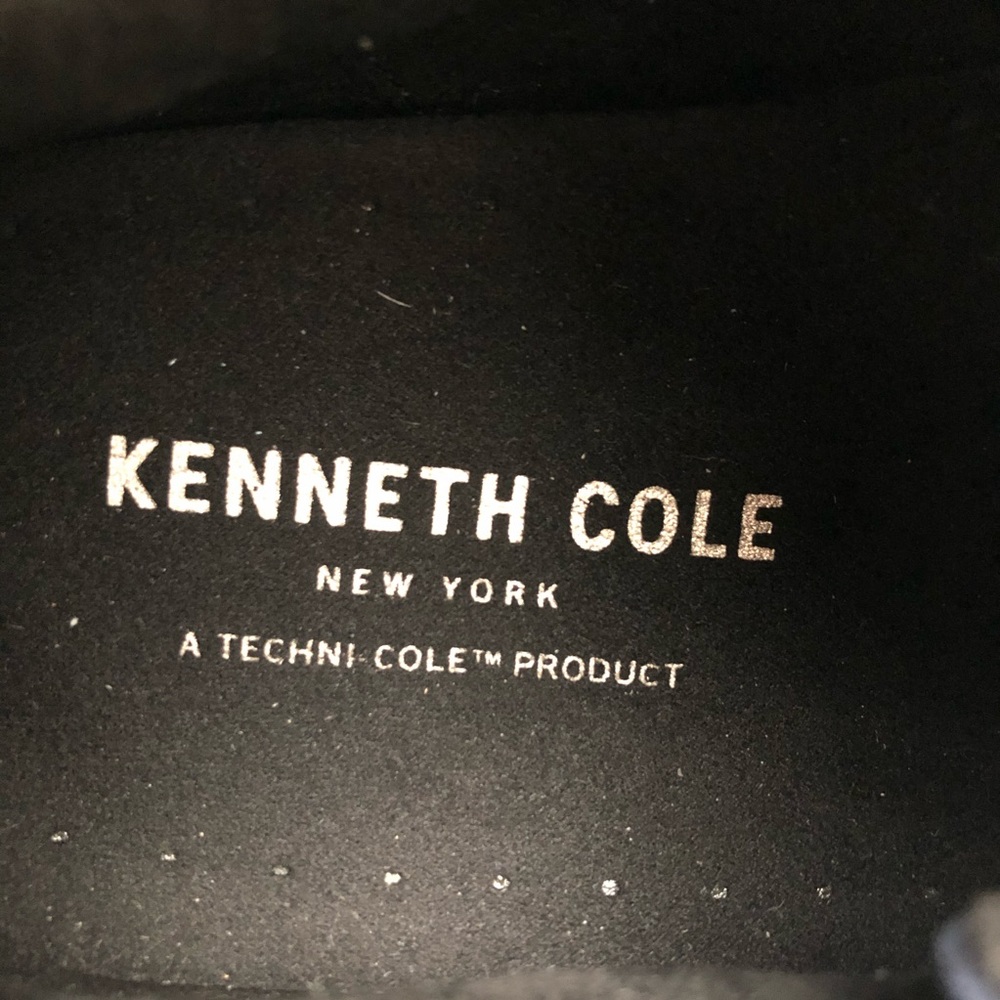 KENNETH COLE
NEW YORK
A TECHNI-COLE™ PRODUCT